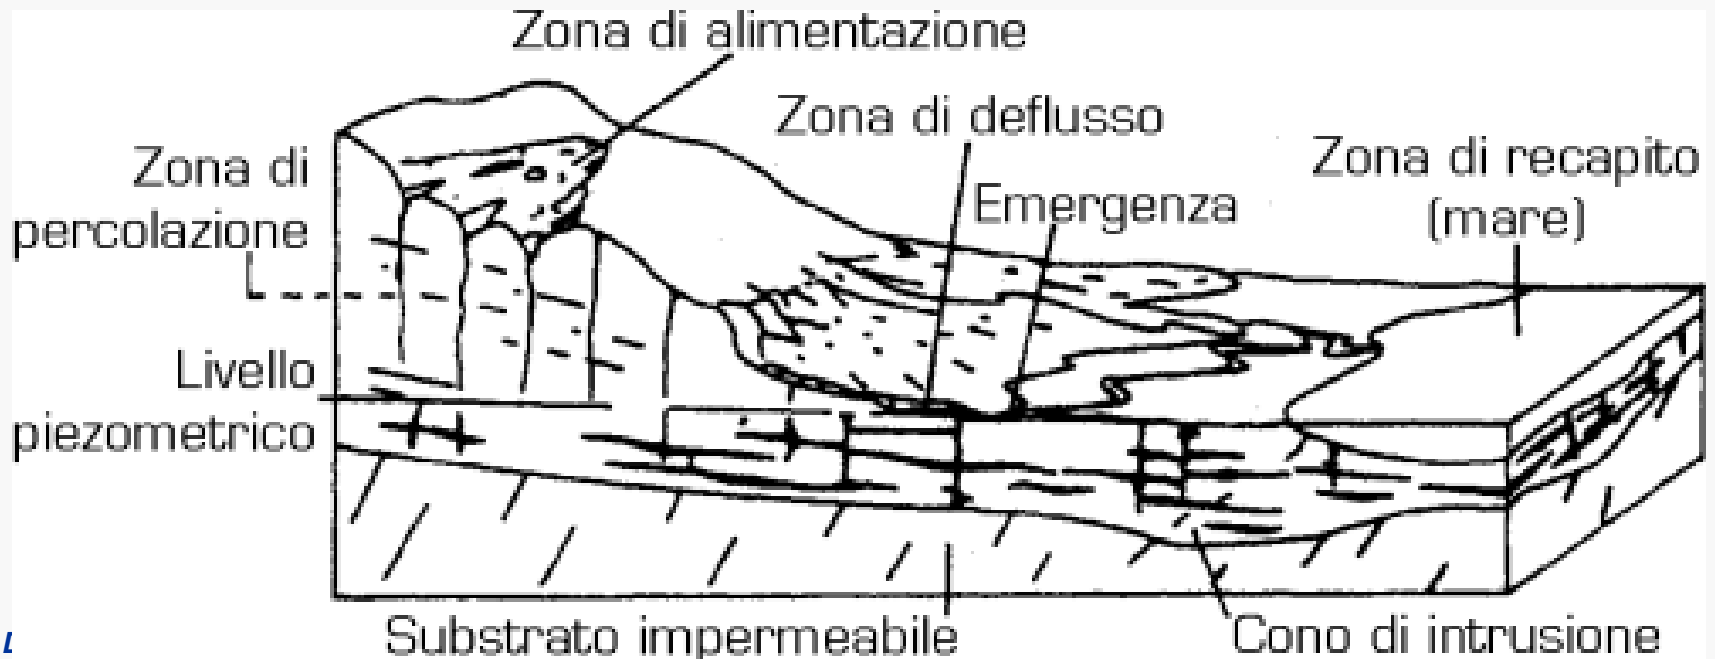 Zona di alimentazione
Zona di deflusso
Zona di recapito
(mare)
Zona di
percolazione
Emergenza
Livello
piezometrico
Substrato impermeabile
Cono di intrusione